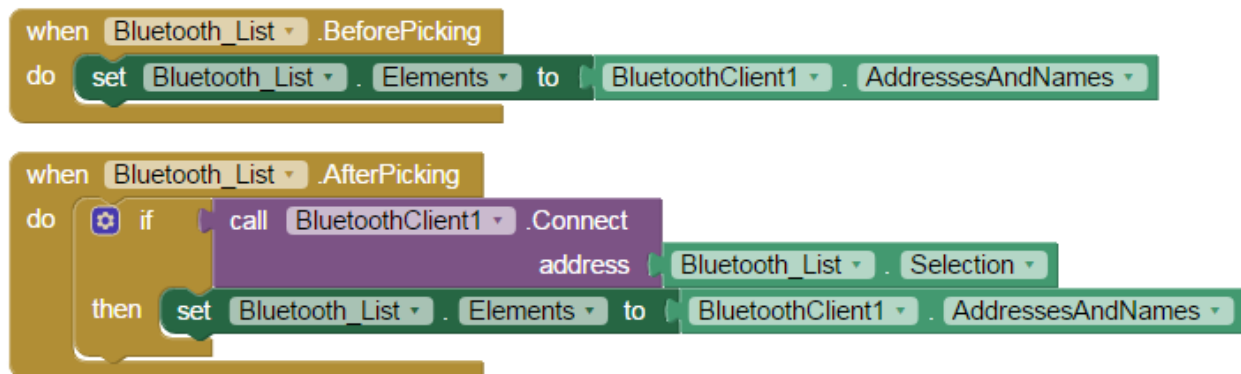 when Bluetooth_List .BeforePicking
do set Bluetooth_List . Elements to BluetoothClient1 . AddressesAndNames
when Bluetooth_List .AfterPicking
do if call BluetoothClient1 .Connect
address Bluetooth_List . Selection
then set Bluetooth_List . Elements to BluetoothClient1 . AddressesAndNames